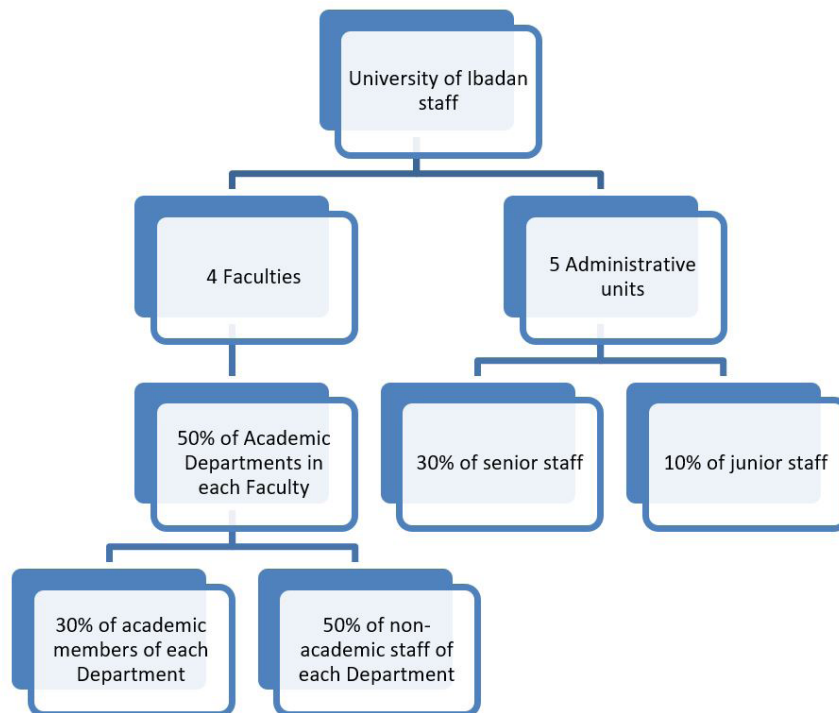 University of Ibadan
staff
4 Faculties
5 Administrative
units
50% of Academic
Departments in
each Faculty
30% of senior staff
10% of junior staff
30% of academic
members of each
Department
50% of non-
academic staff of
each Department